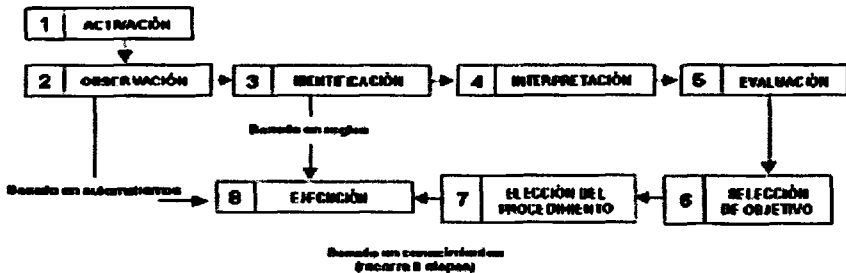 1 ACTIVACIÓN
2 OBSERVACIÓN
3 IDENTIFICACIÓN
4 INTERPRETACIÓN
5 EVALUACIÓN
Basado en reglas
Basado en automatismos
8 EJECUCIÓN
7 ELECCIÓN DEL
PROCEDIMIENTO
6 SELECCIÓN
DE OBJETIVO
Basado en conocimientos
(recorre 8 etapas)